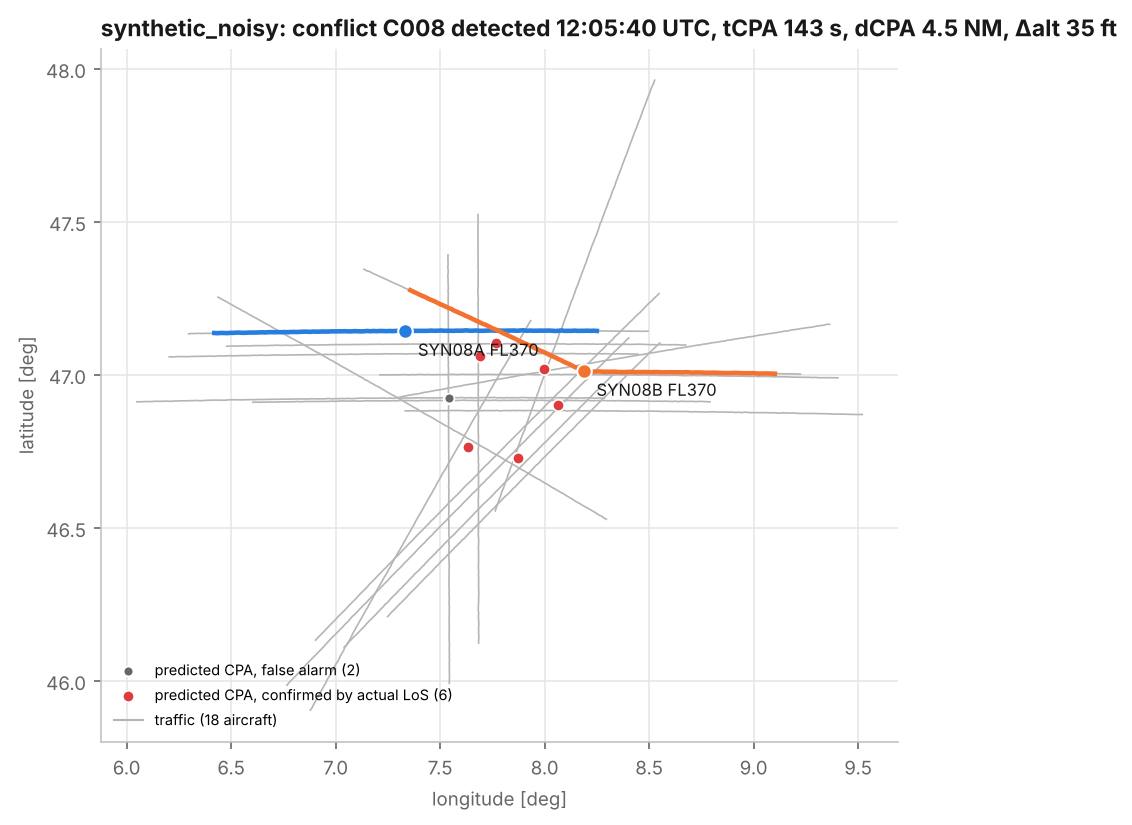 synthetic_noisy: conflict C008 detected 12:05:40 UTC, tCPA 143 s, dCPA 4.5 NM, Δalt 35 ft
48.0
47.5
47.0
46.5
46.0
latitude [deg]
SYN08A FL370
SYN08B FL370
predicted CPA, false alarm (2)
predicted CPA, confirmed by actual LoS (6)
traffic (18 aircraft)
6.0 6.5 7.0 7.5 8.0 8.5 9.0 9.5
longitude [deg]